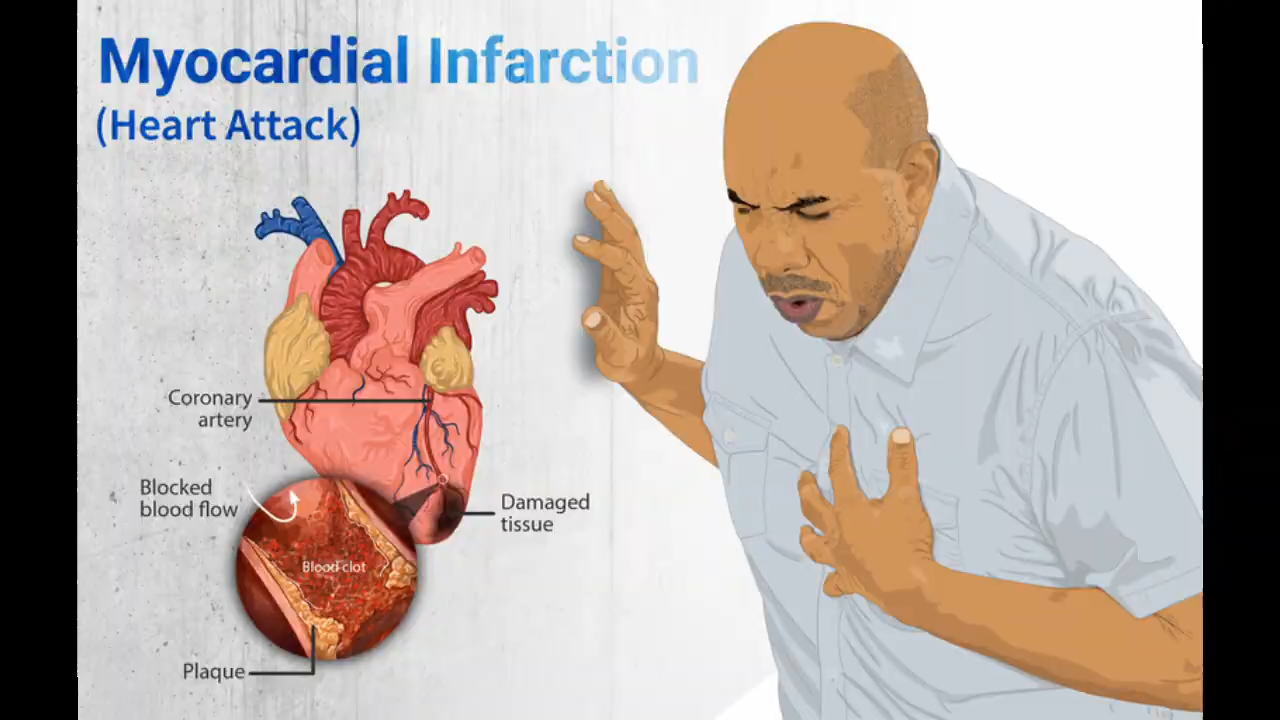 Myocardial Infarction
(Heart Attack)
Coronary
artery
Blocked
blood flow
Damaged
tissue
Blood clot
Plaque